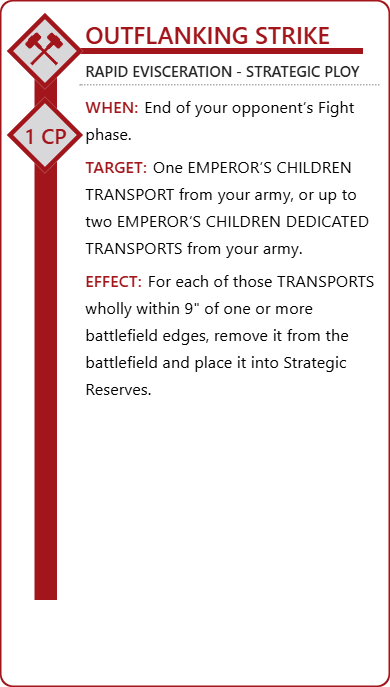 OUTFLANKING STRIKE
RAPID EVISCERATION - STRATEGIC PLOY
1 CP
WHEN: End of your opponent’s Fight
phase.
TARGET: One EMPEROR’S CHILDREN
TRANSPORT from your army, or up to
two EMPEROR’S CHILDREN DEDICATED
TRANSPORTS from your army.
EFFECT: For each of those TRANSPORTS
wholly within 9" of one or more
battlefield edges, remove it from the
battlefield and place it into Strategic
Reserves.